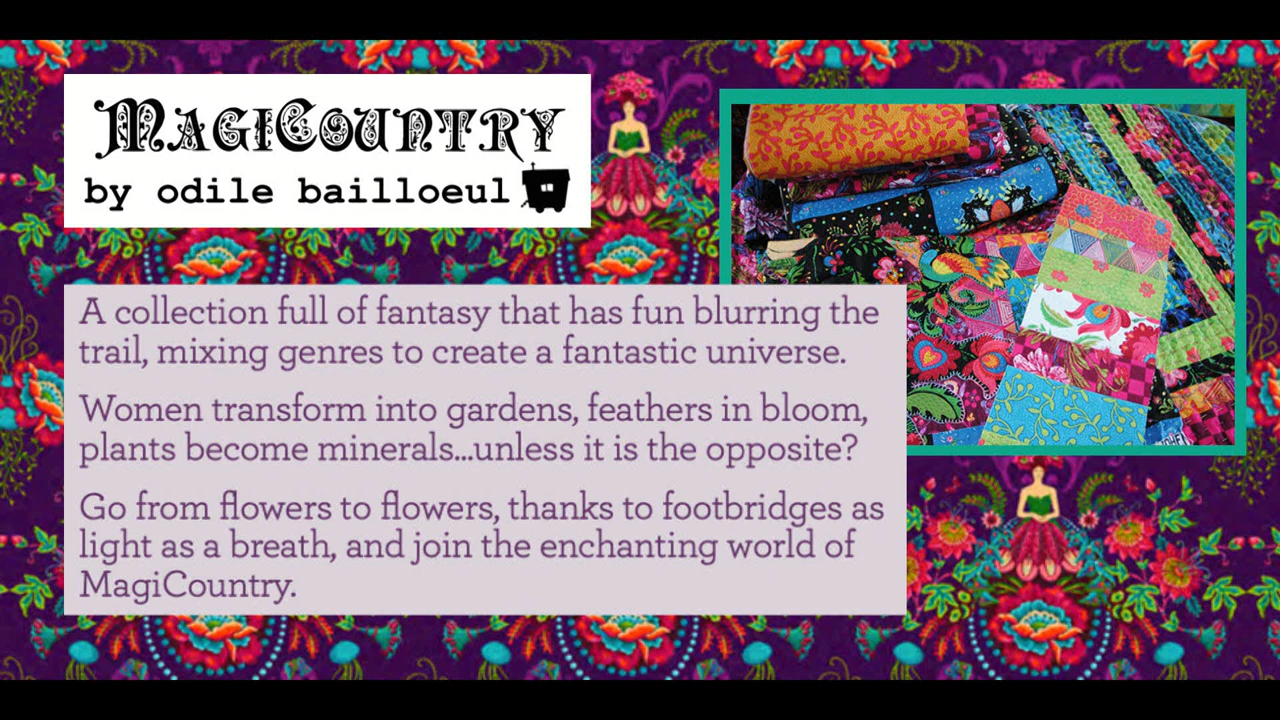 MagiCountry
by odile bailloeul
A collection full of fantasy that has fun blurring the
trail, mixing genres to create a fantastic universe.
Women transform into gardens, feathers in bloom,
plants become minerals...unless it is the opposite?
Go from flowers to flowers, thanks to footbridges as
light as a breath, and join the enchanting world of
MagiCountry.